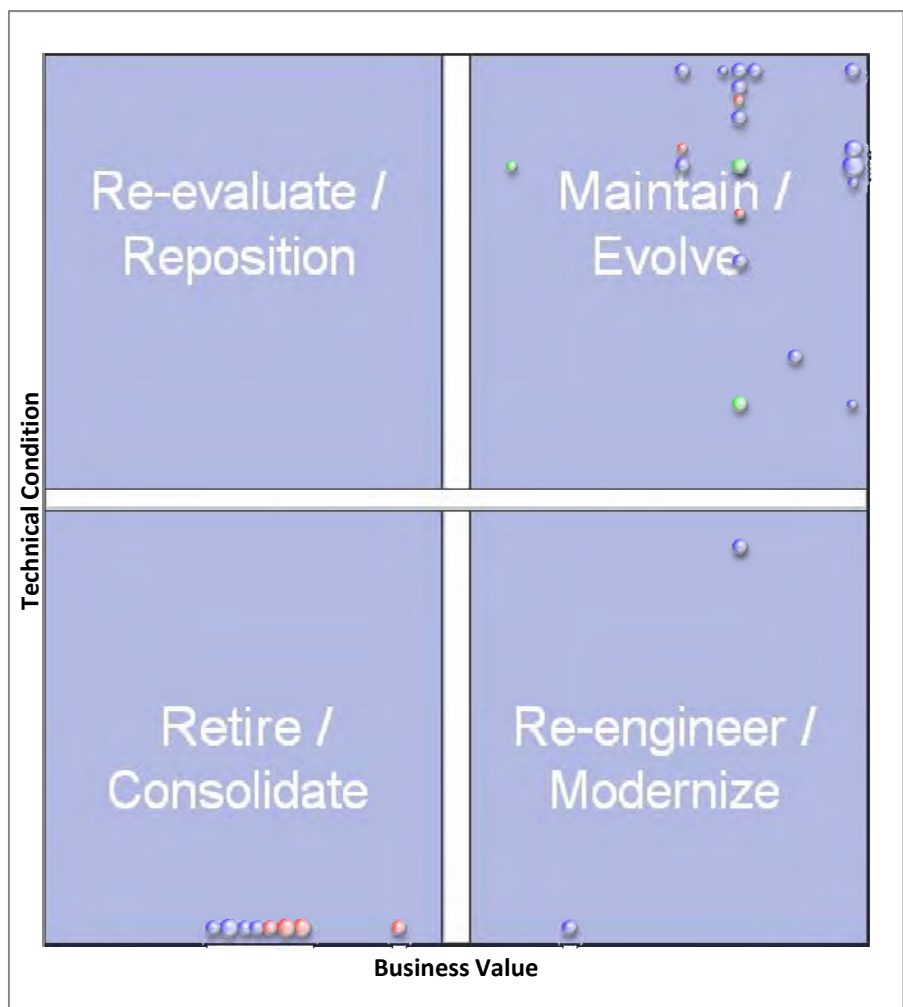 Re-evaluate /
Reposition
Maintain /
Evolve
Technical Condition
Retire /
Consolidate
Re-engineer /
Modernize
Business Value